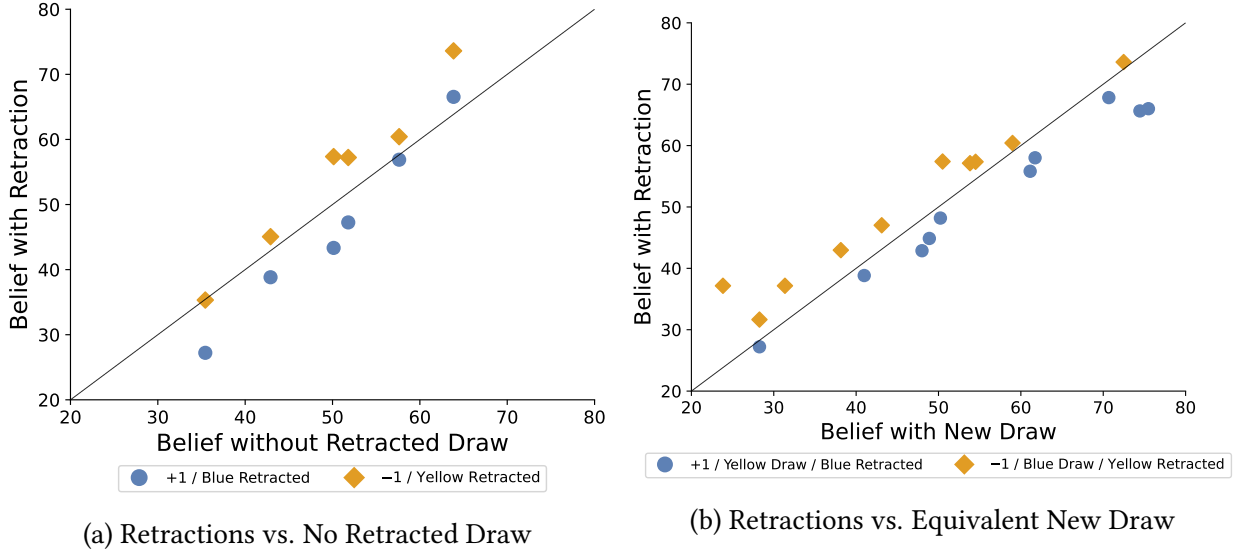 80
70
60
50
40
30
20
20 30 40 50 60 70 80
Belief with Retraction
Belief without Retracted Draw
+1 / Blue Retracted −1 / Yellow Retracted
(a) Retractions vs. No Retracted Draw
80
70
60
50
40
30
20
20 30 40 50 60 70 80
Belief with Retraction
Belief with New Draw
+1 / Yellow Draw / Blue Retracted −1 / Blue Draw / Yellow Retracted
(b) Retractions vs. Equivalent New Draw